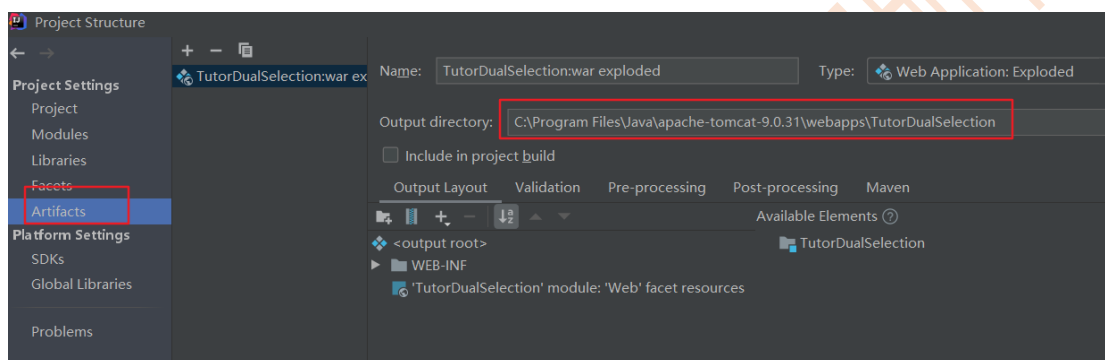 Project Structure
Project Settings
Project
Modules
Libraries
Facets
Artifacts
Platform Settings
SDKs
Global Libraries
Problems
TutorDualSelection:war ex
Name: TutorDualSelection:war exploded Type: Web Application: Exploded
Output directory: C:\Program Files\Java\apache-tomcat-9.0.31\webapps\TutorDualSelection
Include in project build
Output Layout Validation Pre-processing Post-processing Maven
Available Elements
<output root>
WEB-INF
'TutorDualSelection' module: 'Web' facet resources
TutorDualSelection